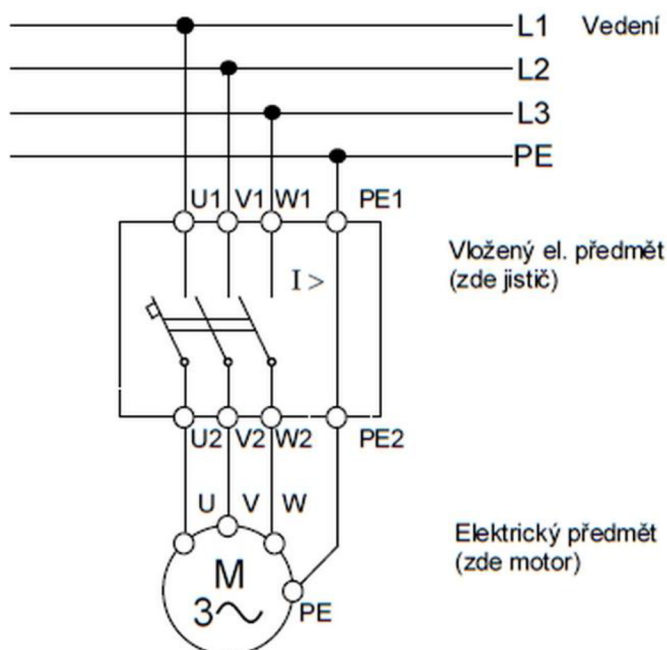 L1 Vedení
L2
L3
PE
U1 V1 W1 PE1
Vložený el. předmět
(zde jistič)
I >
U2 V2 W2 PE2
U V W
Elektrický předmět
(zde motor)
M
3~
PE